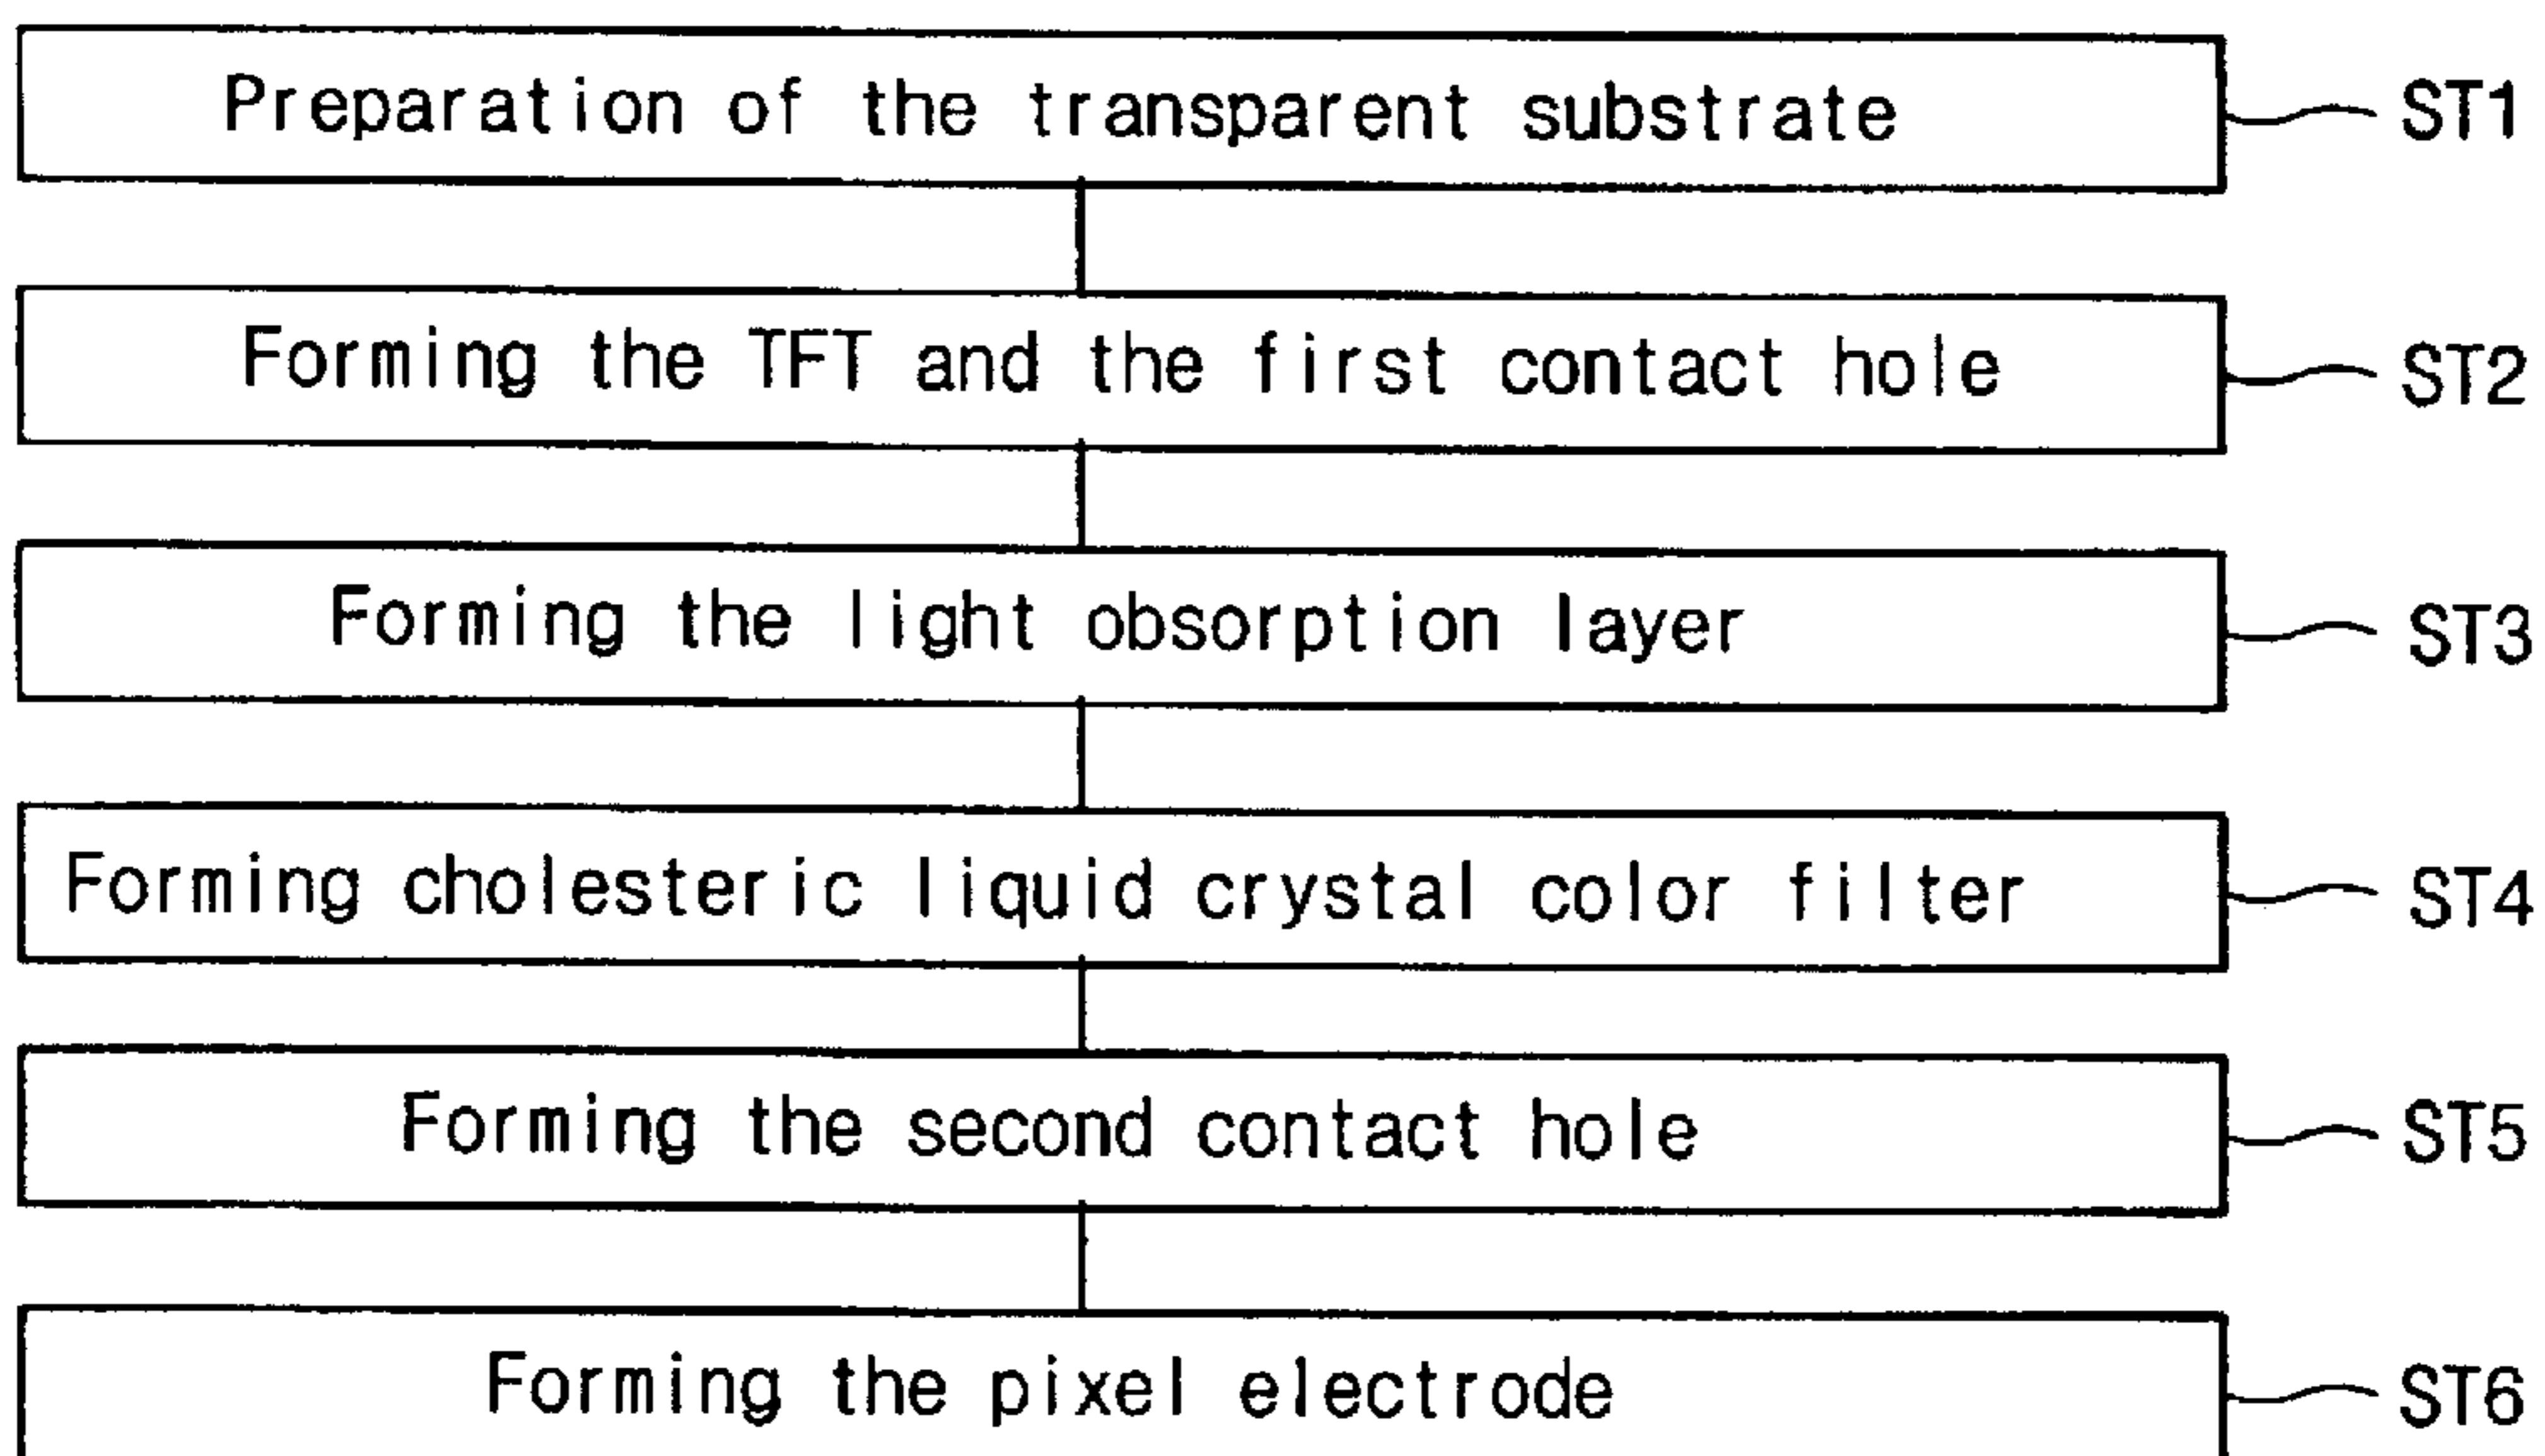 Preparation of the transparent substrate ST1
Forming the TFT and the first contact hole ST2
Forming the light obsorption layer ST3
Forming cholesteric liquid crystal color filter ST4
Forming the second contact hole ST5
Forming the pixel electrode ST6